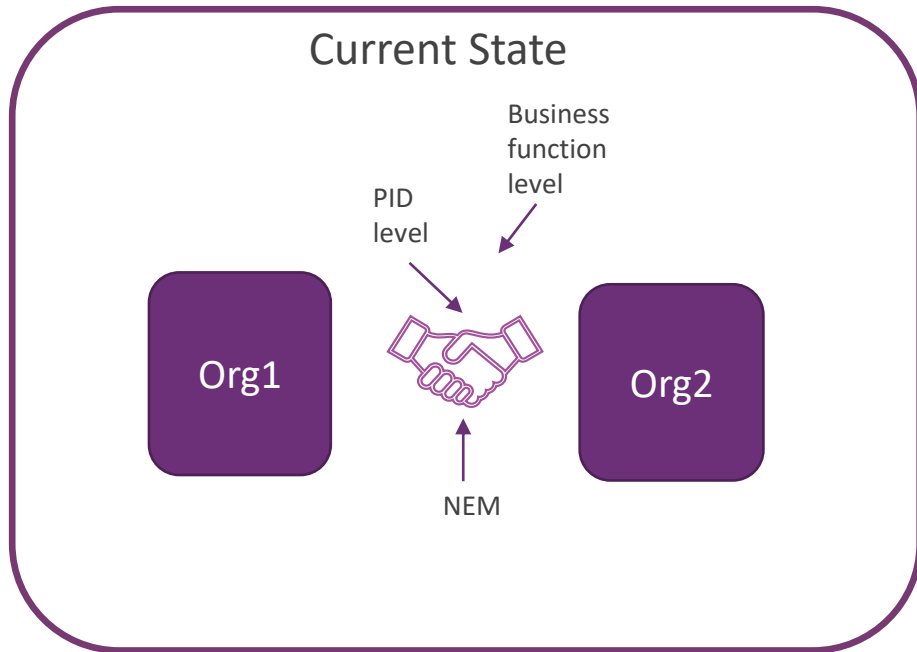 Current State
Business
function
level
PID
level
Org1
Org2
NEM